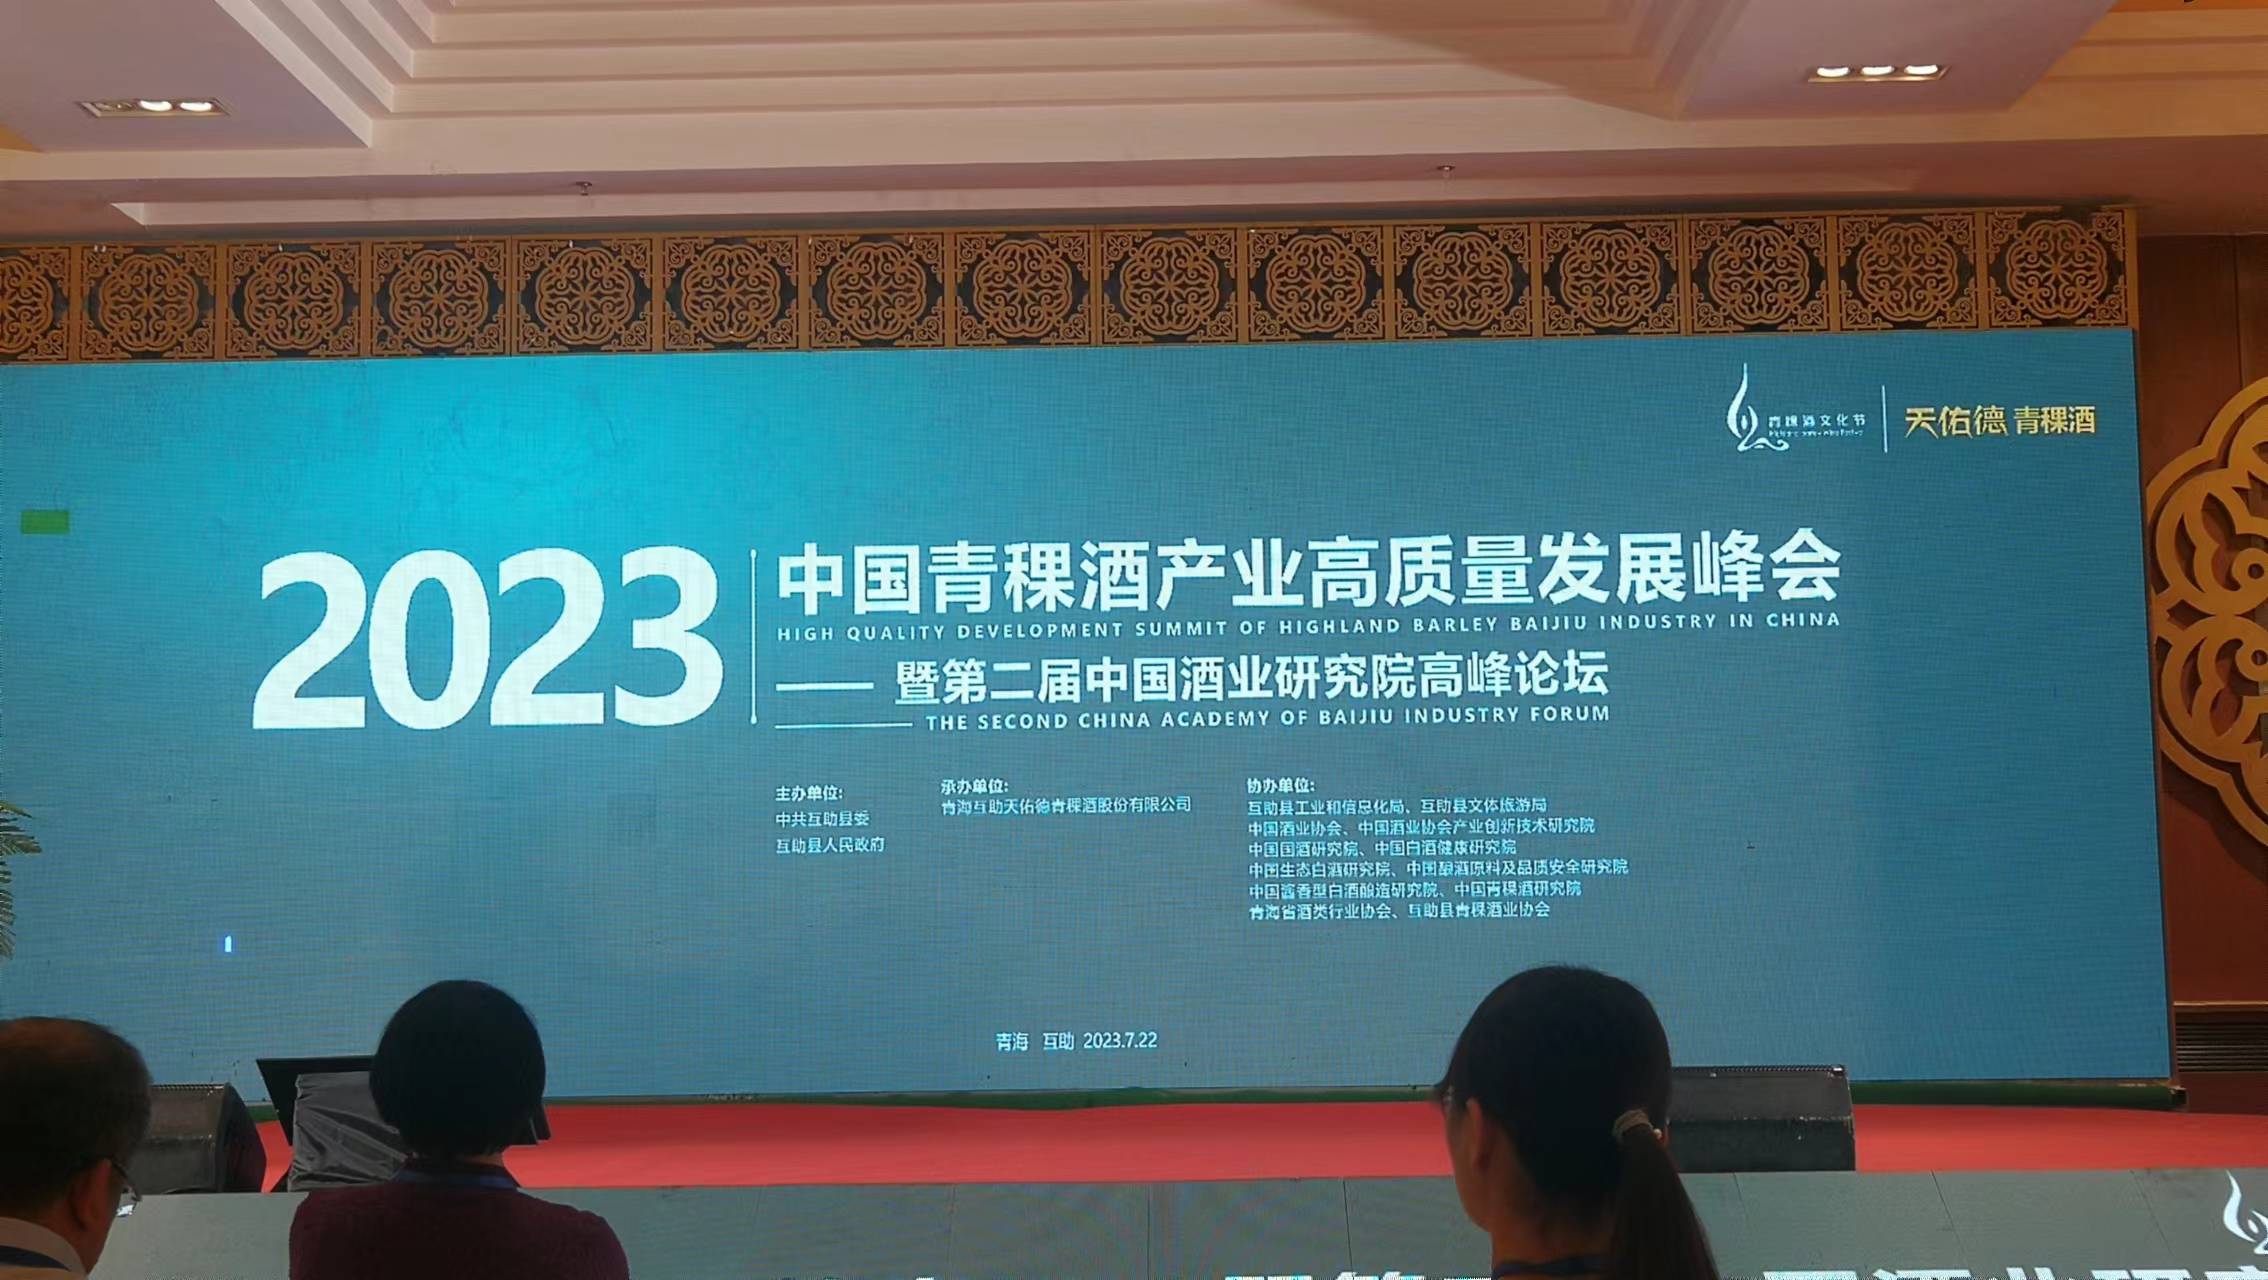 青稞酒文化节
天佑德 青稞酒
2023
中国青稞酒产业高质量发展峰会
HIGH QUALITY DEVELOPMENT SUMMIT OF HIGHLAND BARLEY BAIJIU INDUSTRY IN CHINA
暨第二届中国酒业研究院高峰论坛
THE SECOND CHINA ACADEMY OF BAIJIU INDUSTRY FORUM
主办单位:
中共互助县委
互助县人民政府
承办单位:
青海互助天佑德青稞酒股份有限公司
协办单位:
互助县工业和信息化局、互助县文体旅游局
中国酒业协会、中国酒业协会产业创新技术研究院
中国国酒研究院、中国白酒健康研究院
中国生态白酒研究院、中国酿酒原料及品质安全研究院
中国酱香型白酒酿造研究院、中国青稞酒研究院
青海省酒类行业协会、互助县青稞酒业协会
青海 互助 2023.7.22